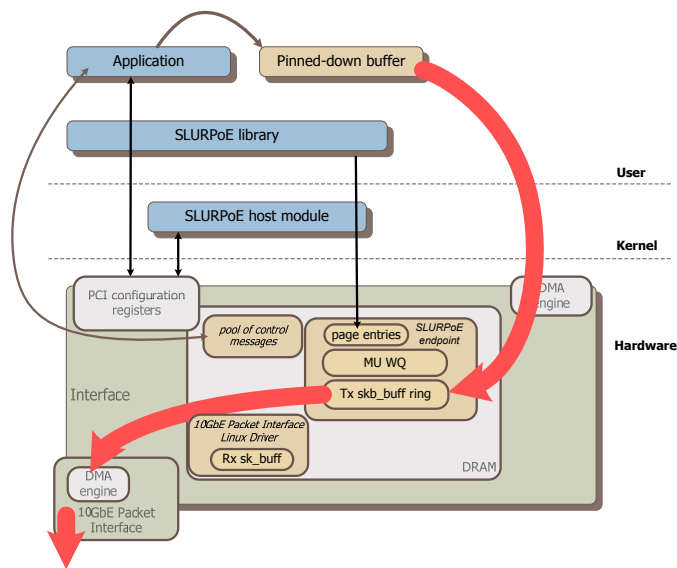 Application
Pinned-down buffer
SLURPoE library
User
SLURPoE host module
Kernel
PCI configuration
registers
DMA
engine
pool of control
messages
page entries
SLURPoE
endpoint
Hardware
MU WQ
Interface
Tx skb_buff ring
10GbE Packet Interface
Linux Driver
Rx sk_buff
DRAM
DMA
engine
10GbE Packet
Interface